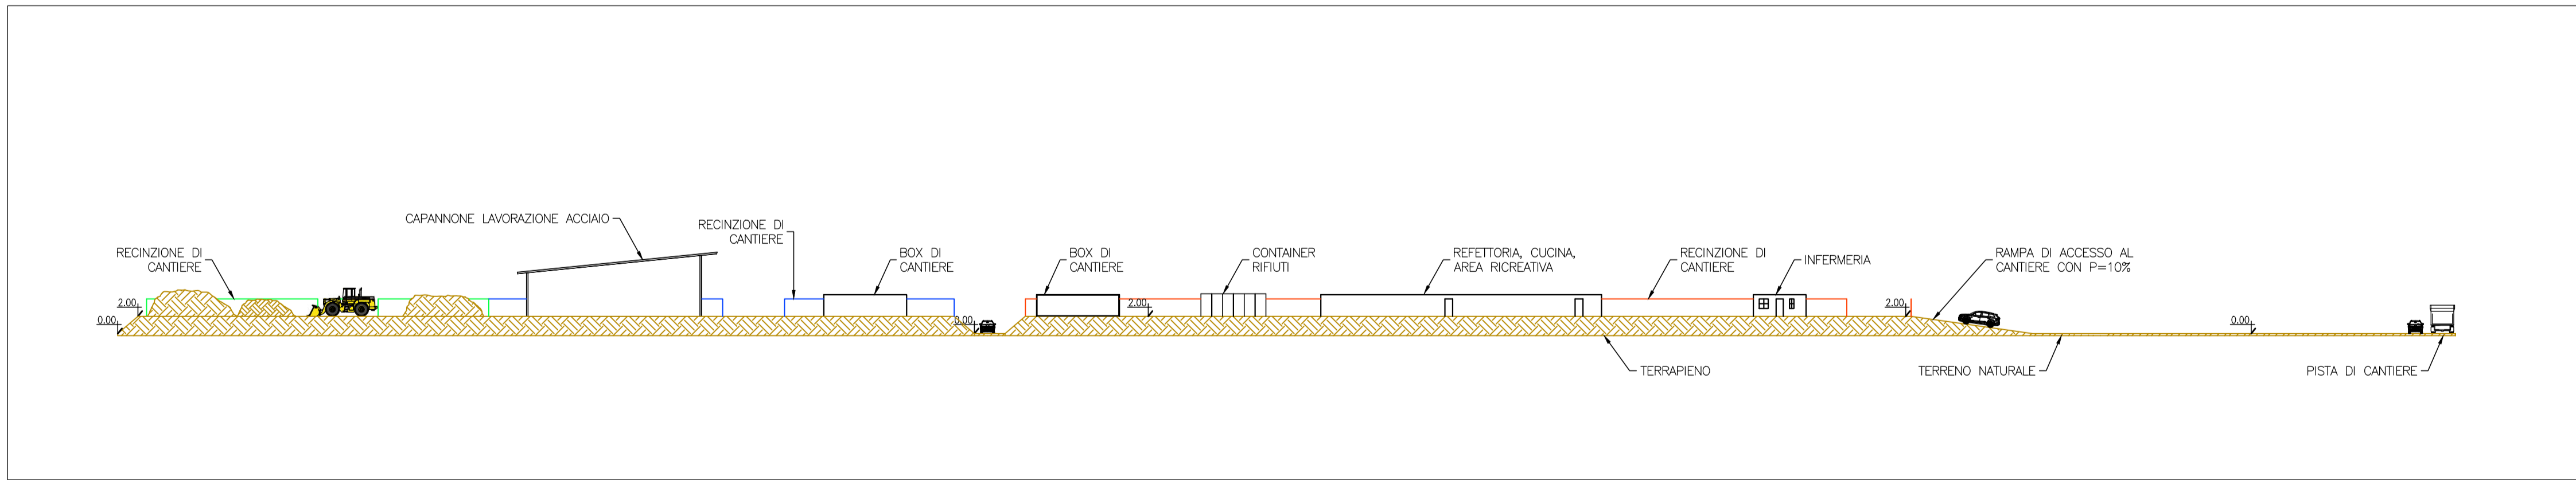 CAPANNONE LAVORAZIONE ACCIAIO
RECINZIONE DI
CANTIERE
RECINZIONE DI
CANTIERE
BOX DI
CANTIERE
BOX DI
CANTIERE
CONTAINER
RIFIUTI
REFETTORIA, CUCINA,
AREA RICREATIVA
RECINZIONE DI
CANTIERE
INFERMERIA
RAMPA DI ACCESSO AL
CANTIERE CON P=10%
2.00
0.00
0.00
2.00
2.00
0.00
TERRAPIENO
TERRENO NATURALE
PISTA DI CANTIERE